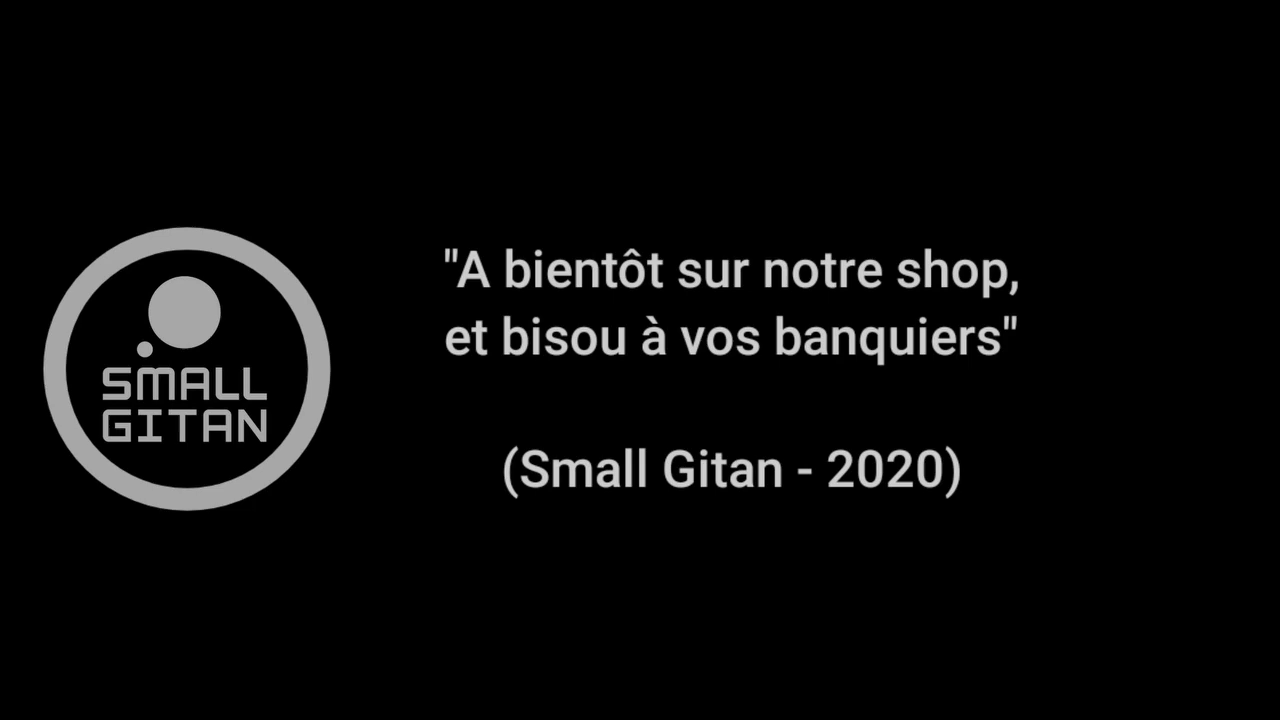 SMALL
GITAN
"A bientôt sur notre shop,
et bisou à vos banquiers"
(Small Gitan - 2020)